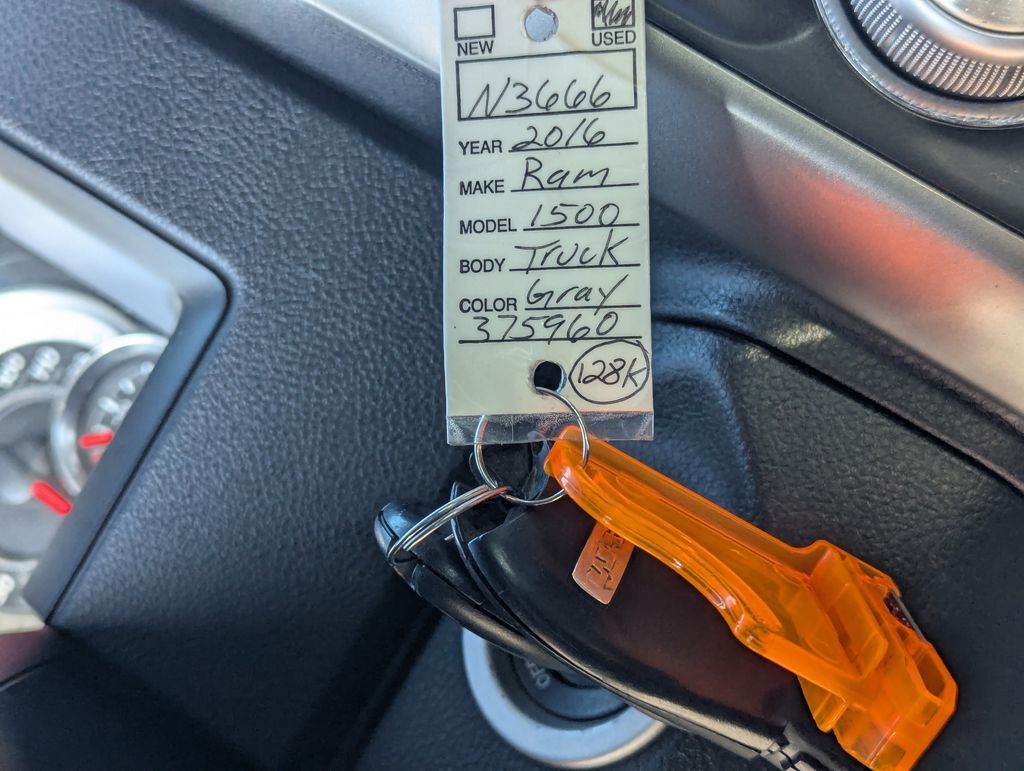 NEW USED
N3666
YEAR 2016
MAKE Ram
MODEL 1500
BODY Truck
COLOR Gray
375960
128K